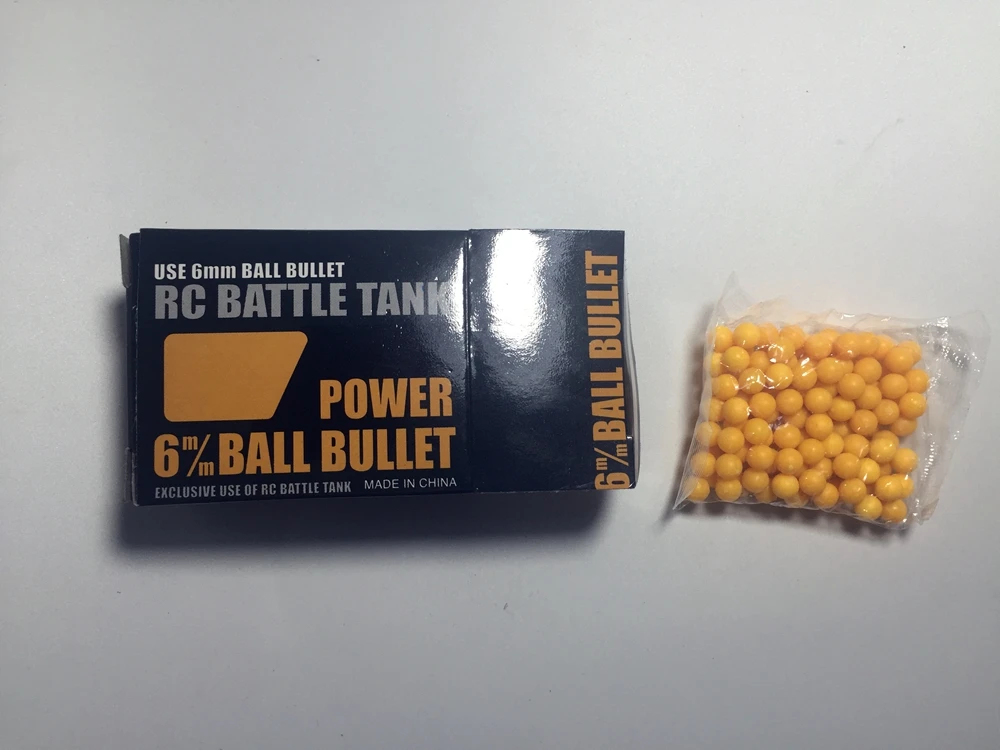 USE 6mm BALL BULLET
RC BATTLE TANK
POWER
6m/m BALL BULLET
EXCLUSIVE USE OF RC BATTLE TANK MADE IN CHINA
6m/m BALL BULLET